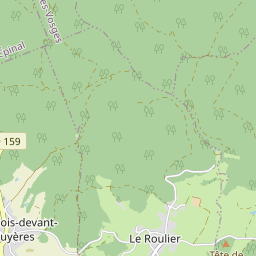 es Vosges
Épinal
159
ois-devant-
uyères
Le Roulier
Tête de